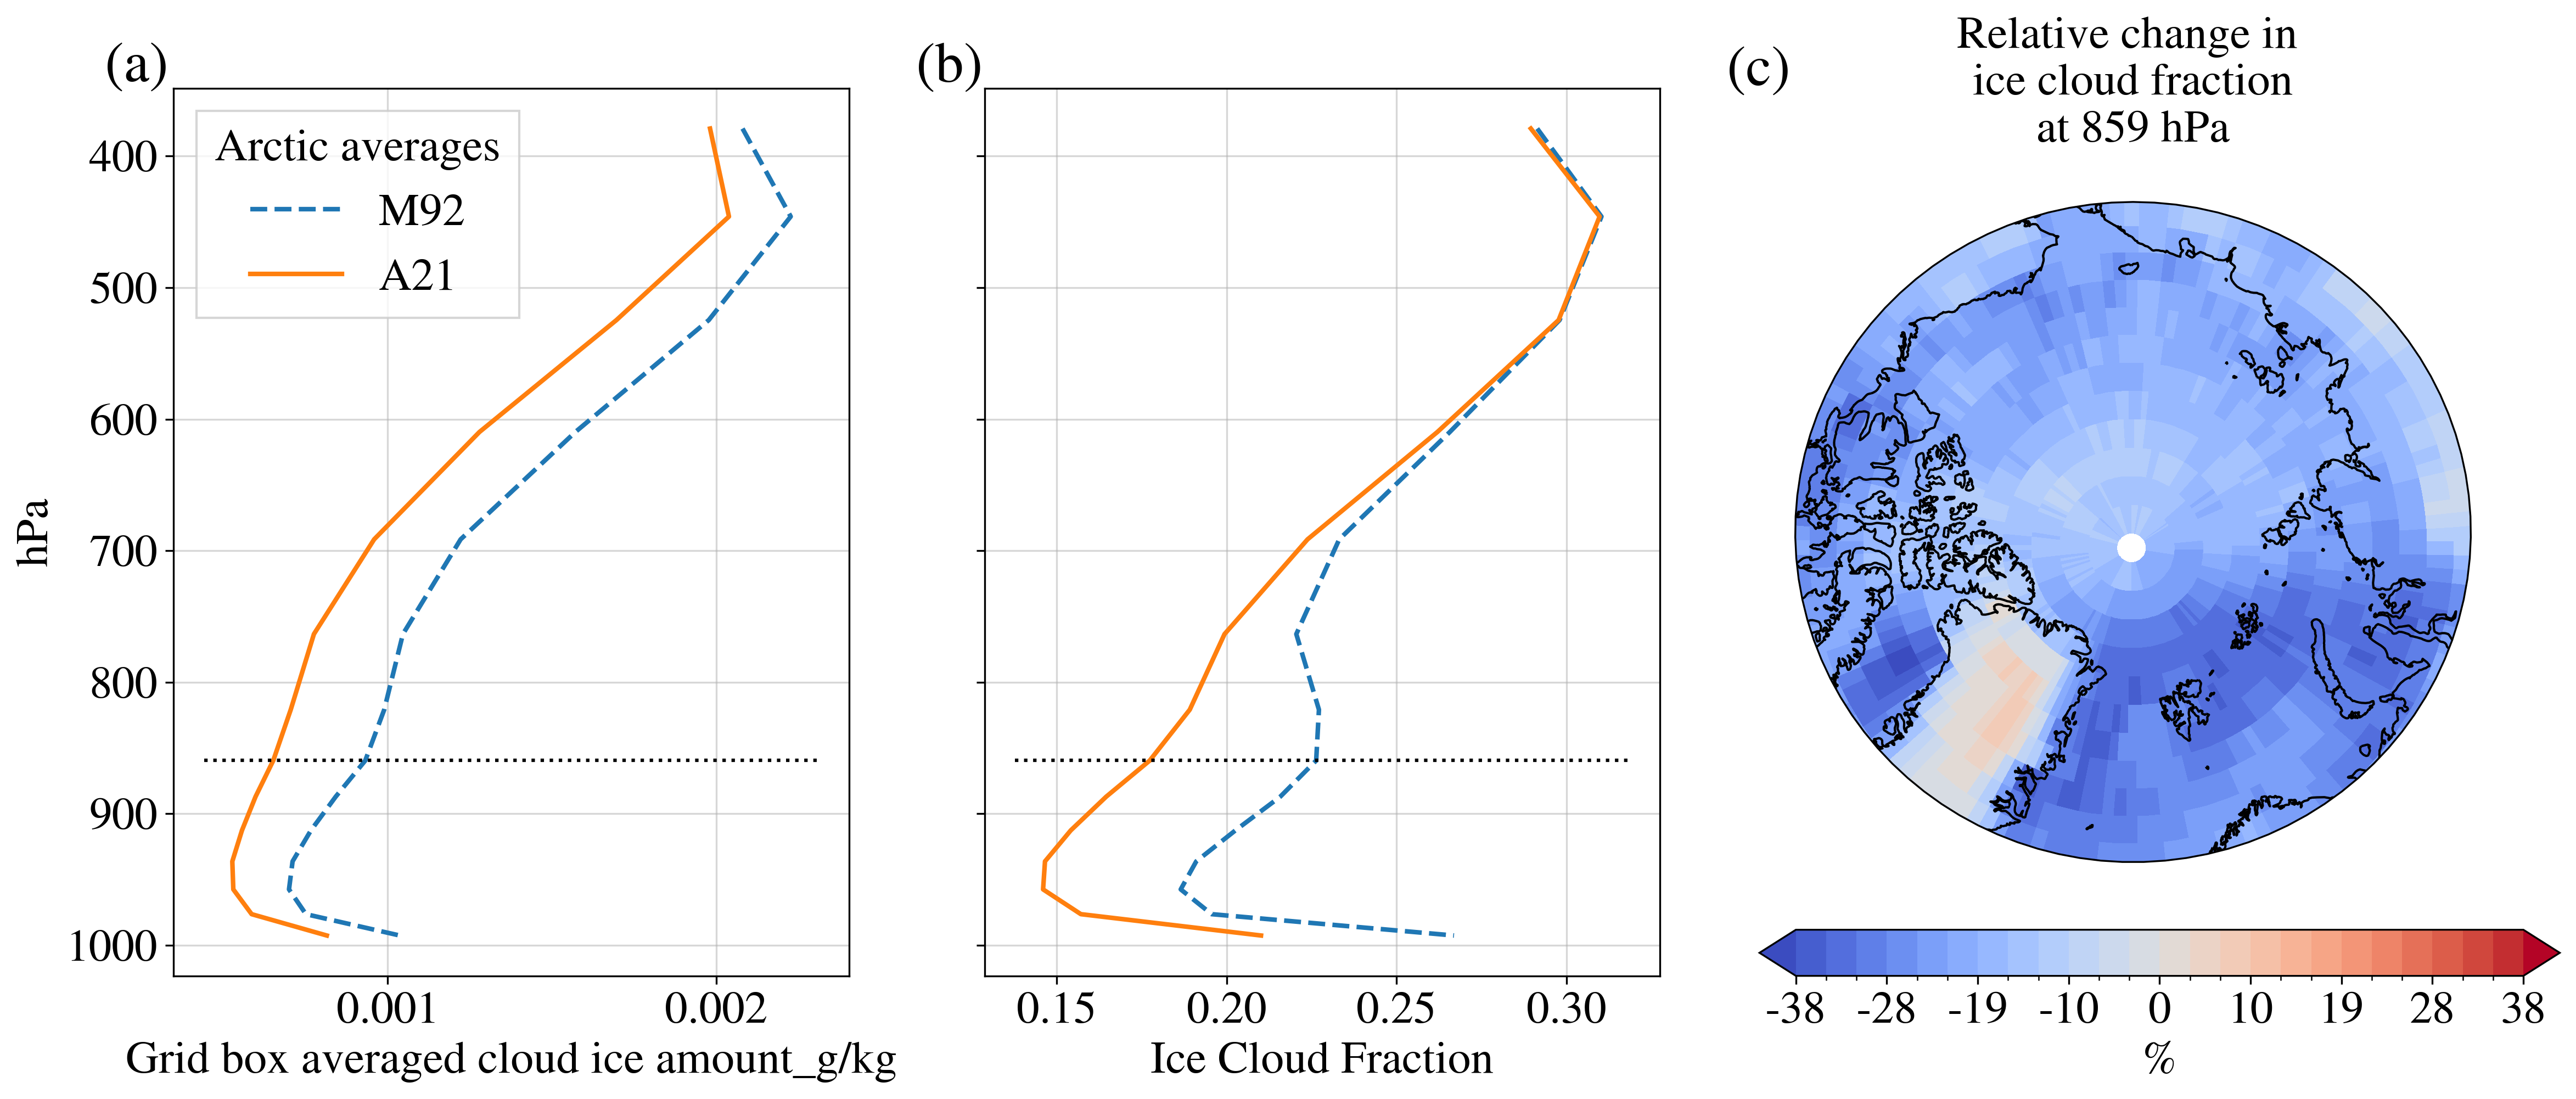 (a)
Arctic averages
M92
A21
400
500
600
700
800
900
1000
hPa
0.001
0.002
Grid box averaged cloud ice amount_g/kg
(b)
0.15
0.20
0.25
0.30
Ice Cloud Fraction
(c)
Relative change in
ice cloud fraction
at 859 hPa
-38
-28
-19
-10
0
10
19
28
38
%